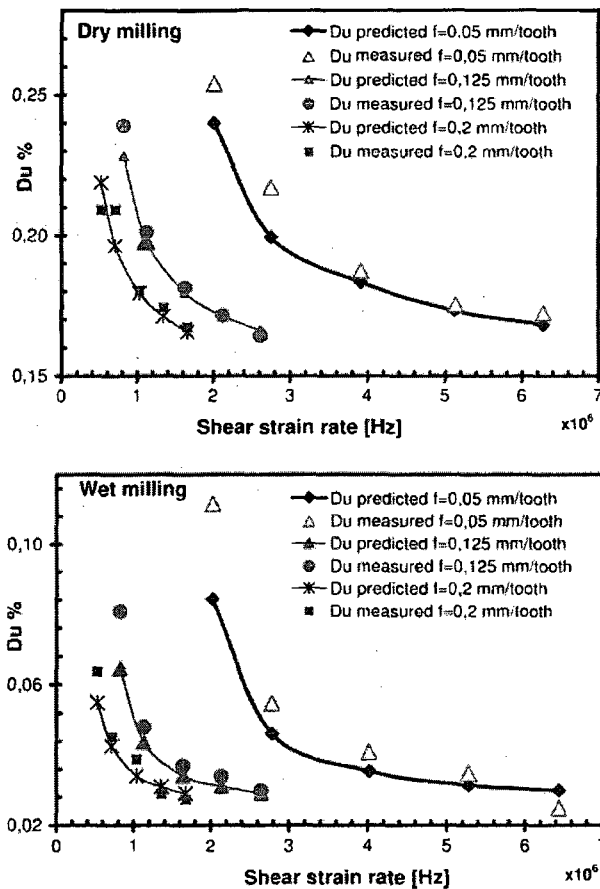 Dry milling
Du predicted f=0.05 mm/tooth
Du measured f=0,05 mm/tooth
Du predicted f=0,125 mm/tooth
Du measured f=0,125 mm/tooth
Du predicted f=0,2 mm/tooth
Du measured f=0,2 mm/tooth
Du %
0,25
0,20
0,15
0 1 2 3 4 5 6 7
Shear strain rate [Hz]
x10⁶
Wet milling
Du predicted f=0,05 mm/tooth
Du measured f=0,05 mm/tooth
Du predicted f=0,125 mm/tooth
Du measured f=0,125 mm/tooth
Du predicted f=0,2 mm/tooth
Du measured f=0,2 mm/tooth
Du %
0,10
0,06
0,02
0 1 2 3 4 5 6 7
Shear strain rate [Hz]
x10⁶